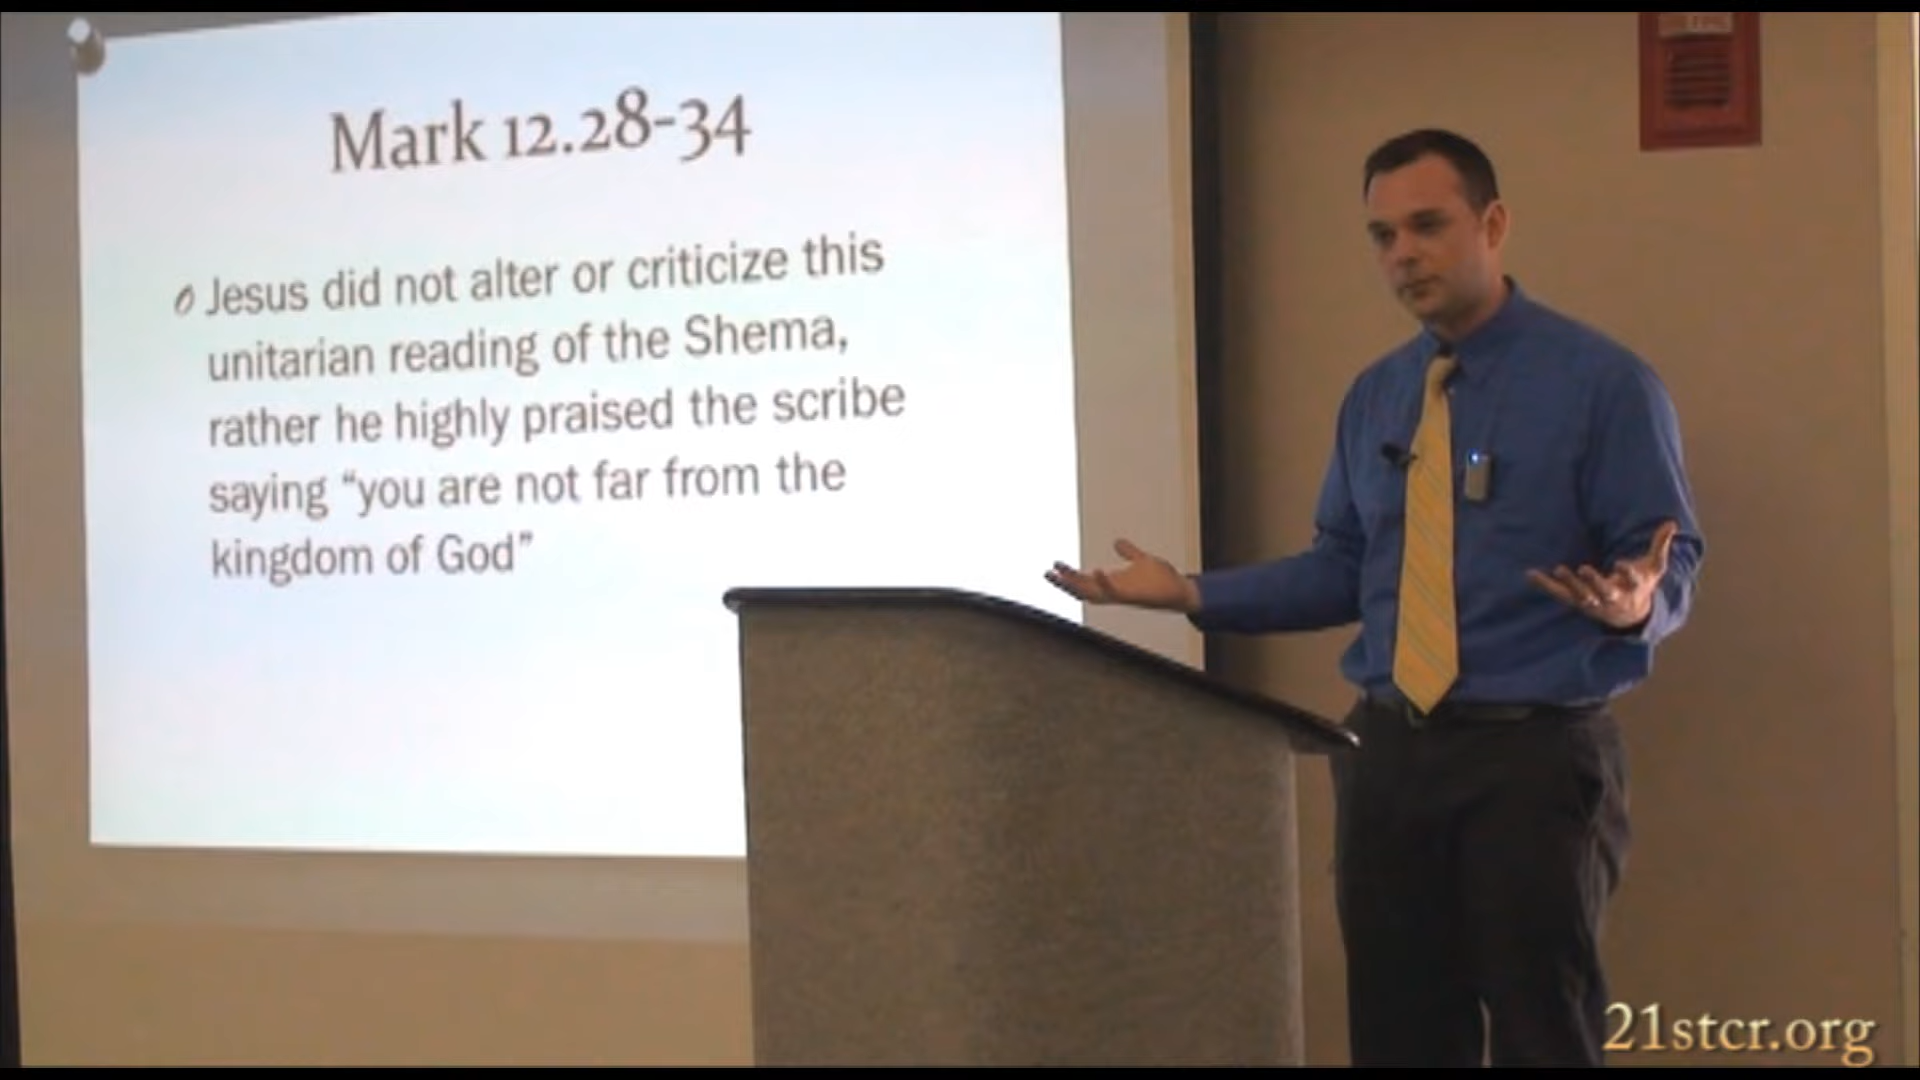 Mark 12.28-34
Jesus did not alter or criticize this
unitarian reading of the Shema,
rather he highly praised the scribe
saying “you are not far from the
kingdom of God”
21stcr.org